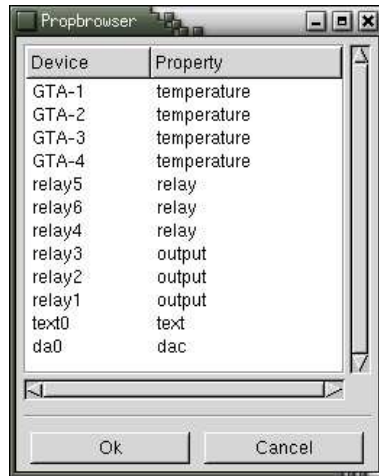 Propbrowser
Device Property
GTA-1 temperature
GTA-2 temperature
GTA-3 temperature
GTA-4 temperature
relay5 relay
relay6 relay
relay4 relay
relay3 output
relay2 output
relay1 output
text0 text
da0 dac
Ok Cancel